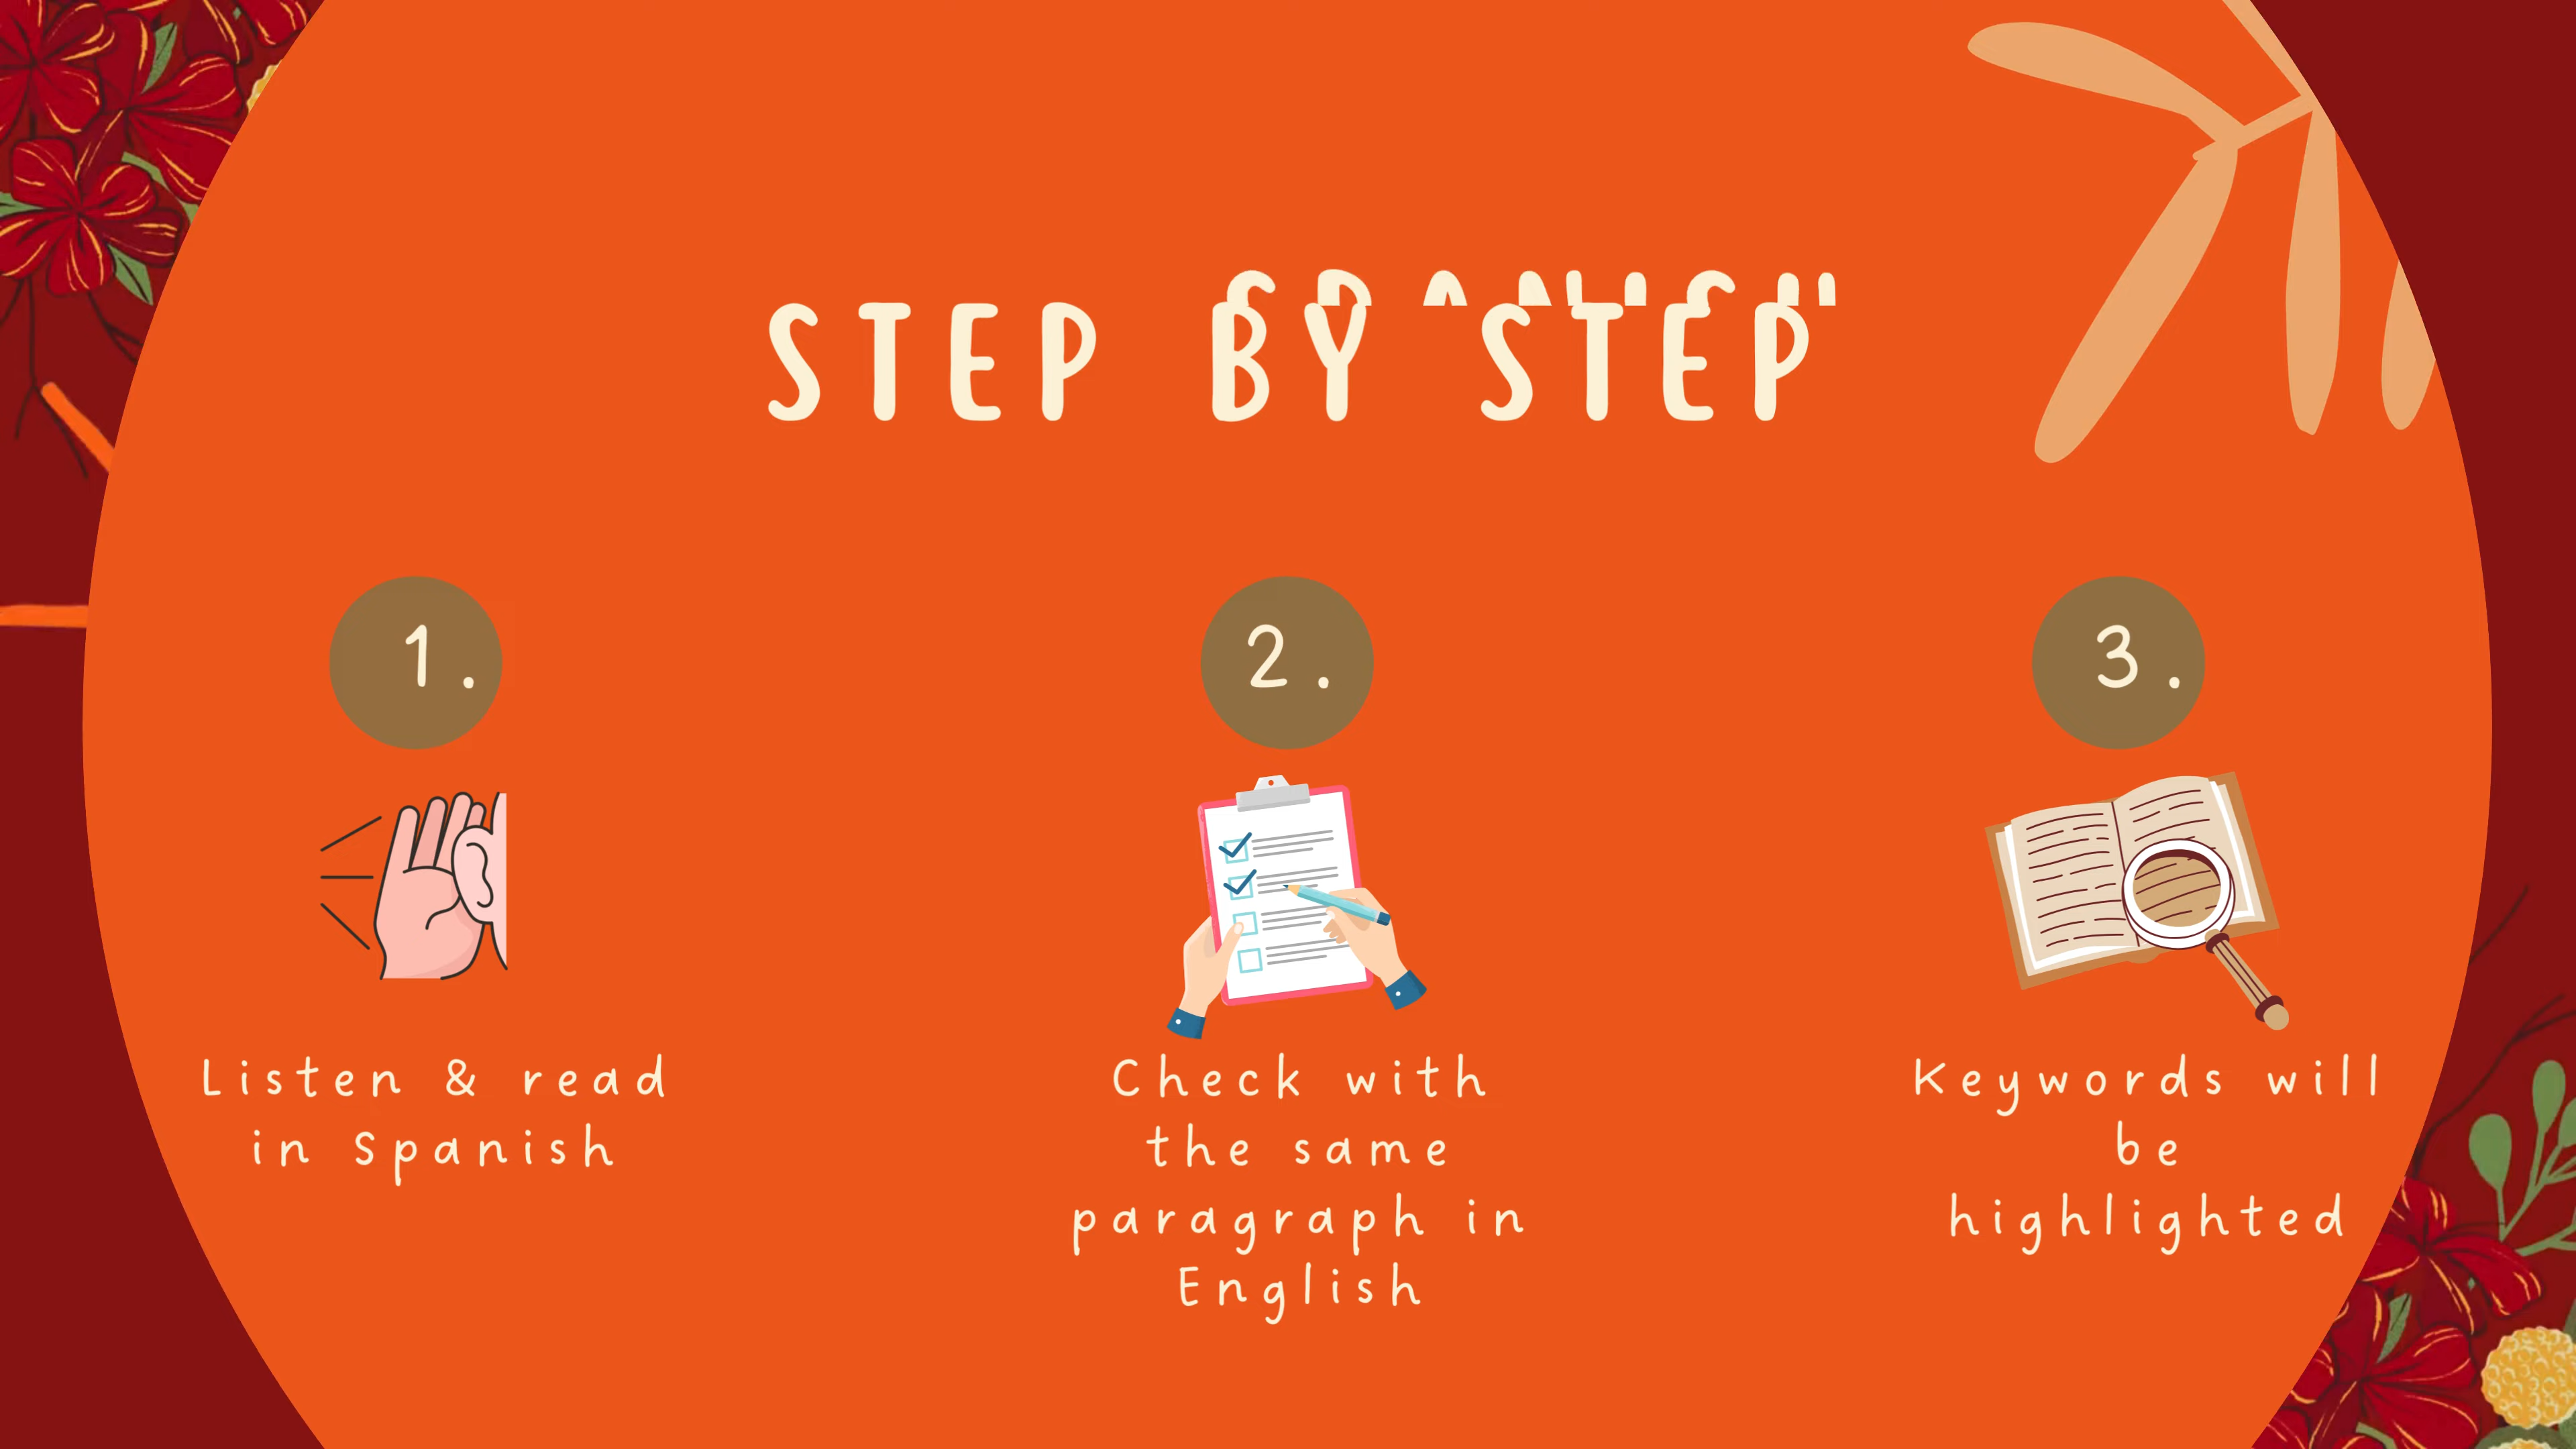 STEP BY STEP
1.
2.
3.
Listen & read
in Spanish
Check with
the same
paragraph in
English
Keywords will
be
highlighted